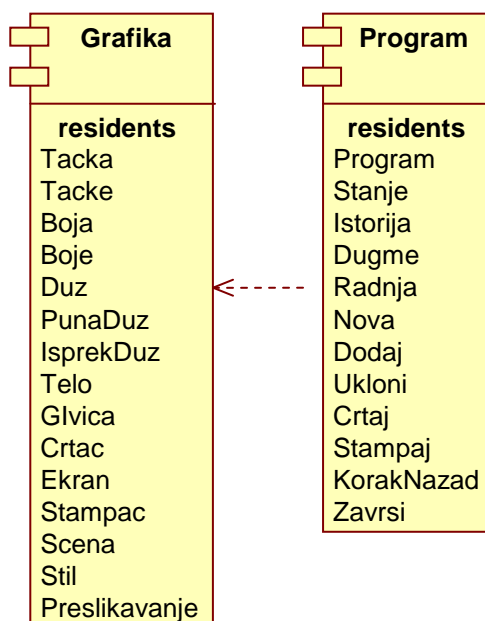 Grafika
residents
Tacka
Tacke
Boja
Boje
Duz
PunaDuz
IsprekDuz
Telo
GIvica
Crtac
Ekran
Stampac
Scena
Stil
Preslikavanje
Program
residents
Program
Stanje
Istorija
Dugme
Radnja
Nova
Dodaj
Ukloni
Crtaj
Stampaj
KorakNazad
Zavrsi